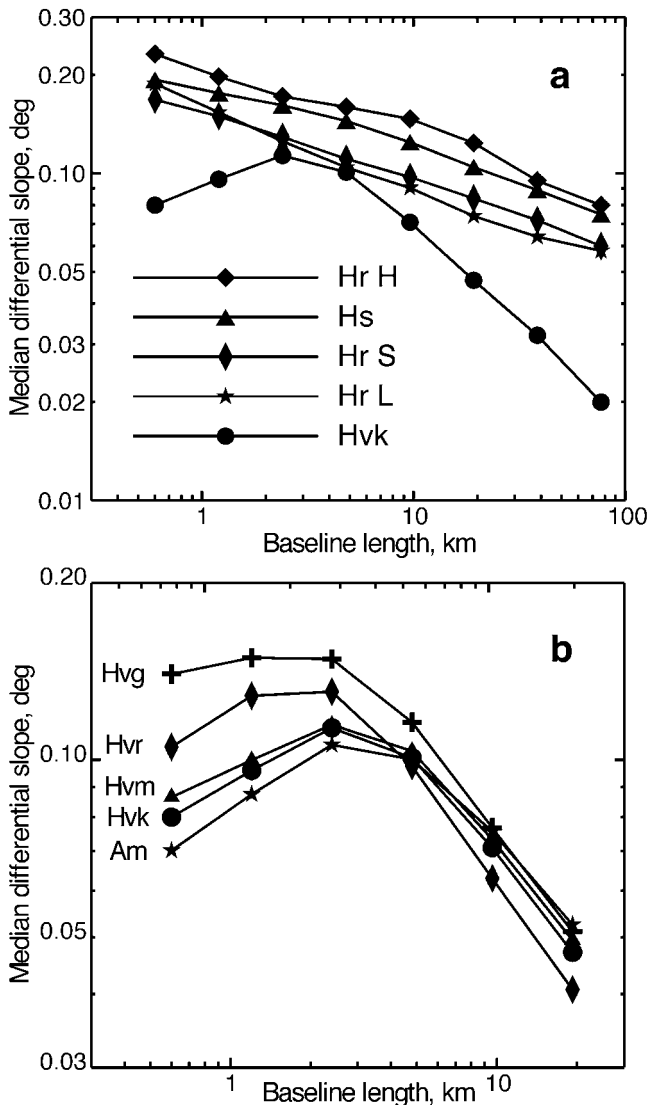 0.30
0.20
0.10
0.05
0.03
0.02
0.01
Median differential slope, deg
a
Hr H
Hs
Hr S
Hr L
Hvk
1
10
100
Baseline length, km
0.20
0.10
0.05
0.03
Median differential slope, deg
b
Hvg
Hvr
Hvm
Hvk
Am
1
10
Baseline length, km